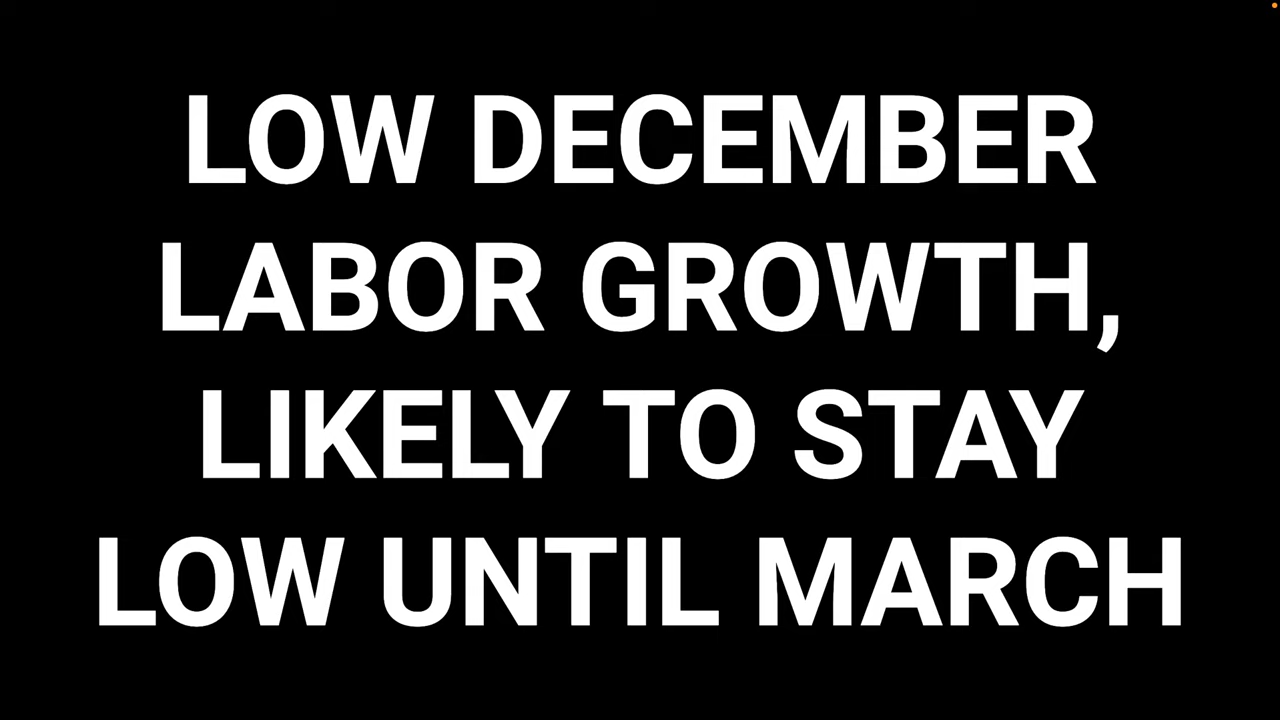 LOW DECEMBER
LABOR GROWTH,
LIKELY TO STAY
LOW UNTIL MARCH